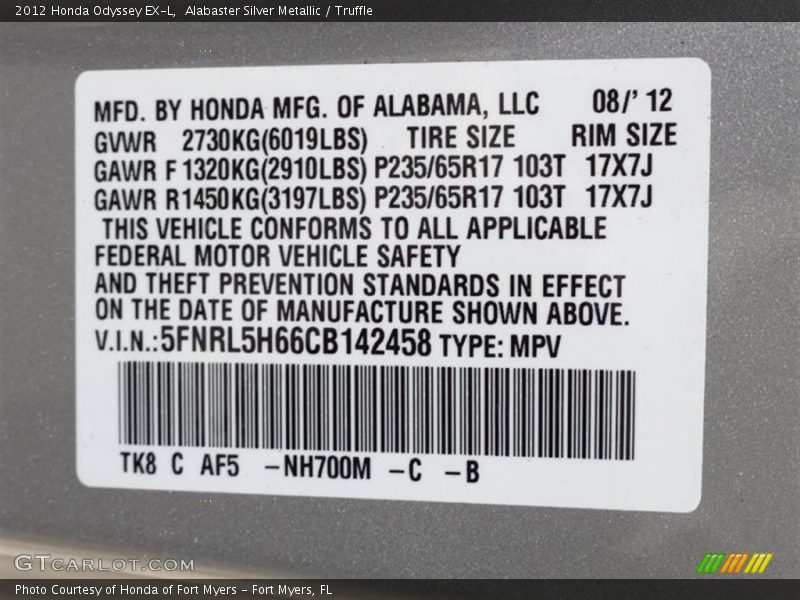 2012 Honda Odyssey EX-L,  Alabaster Silver Metallic / Truffle
MFD. BY HONDA MFG. OF ALABAMA, LLC 08/' 12
GVWR 2730KG(6019LBS) TIRE SIZE RIM SIZE
GAWR F 1320KG(2910LBS) P235/65R17 103T 17X7J
GAWR R1450KG(3197LBS) P235/65R17 103T 17X7J
THIS VEHICLE CONFORMS TO ALL APPLICABLE
FEDERAL MOTOR VEHICLE SAFETY
AND THEFT PREVENTION STANDARDS IN EFFECT
ON THE DATE OF MANUFACTURE SHOWN ABOVE.
V.I.N.:5FNRL5H66CB142458 TYPE: MPV
TK8 C AF5 –NH700M –C –B
GTCARLOT.COM
Photo Courtesy of Honda of Fort Myers – Fort Myers, FL